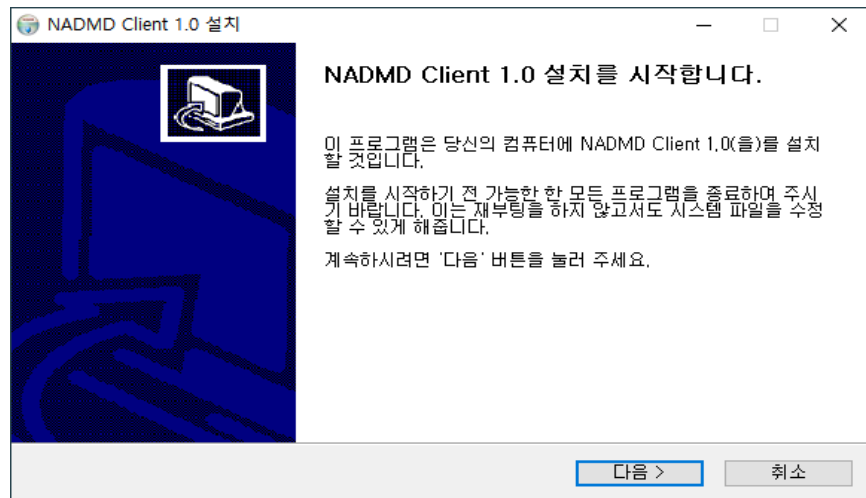 NADMD Client 1.0 설치
NADMD Client 1.0 설치를 시작합니다.
이 프로그램은 당신의 컴퓨터에 NADMD Client 1.0(을)를 설치
할 것입니다.
설치를 시작하기 전 가능한 한 모든 프로그램을 종료하여 주시
기 바랍니다. 이는 재부팅을 하지 않고서도 시스템 파일을 수정
할 수 있게 해줍니다.
계속하시려면 '다음' 버튼을 눌러 주세요.
다음 >
취소